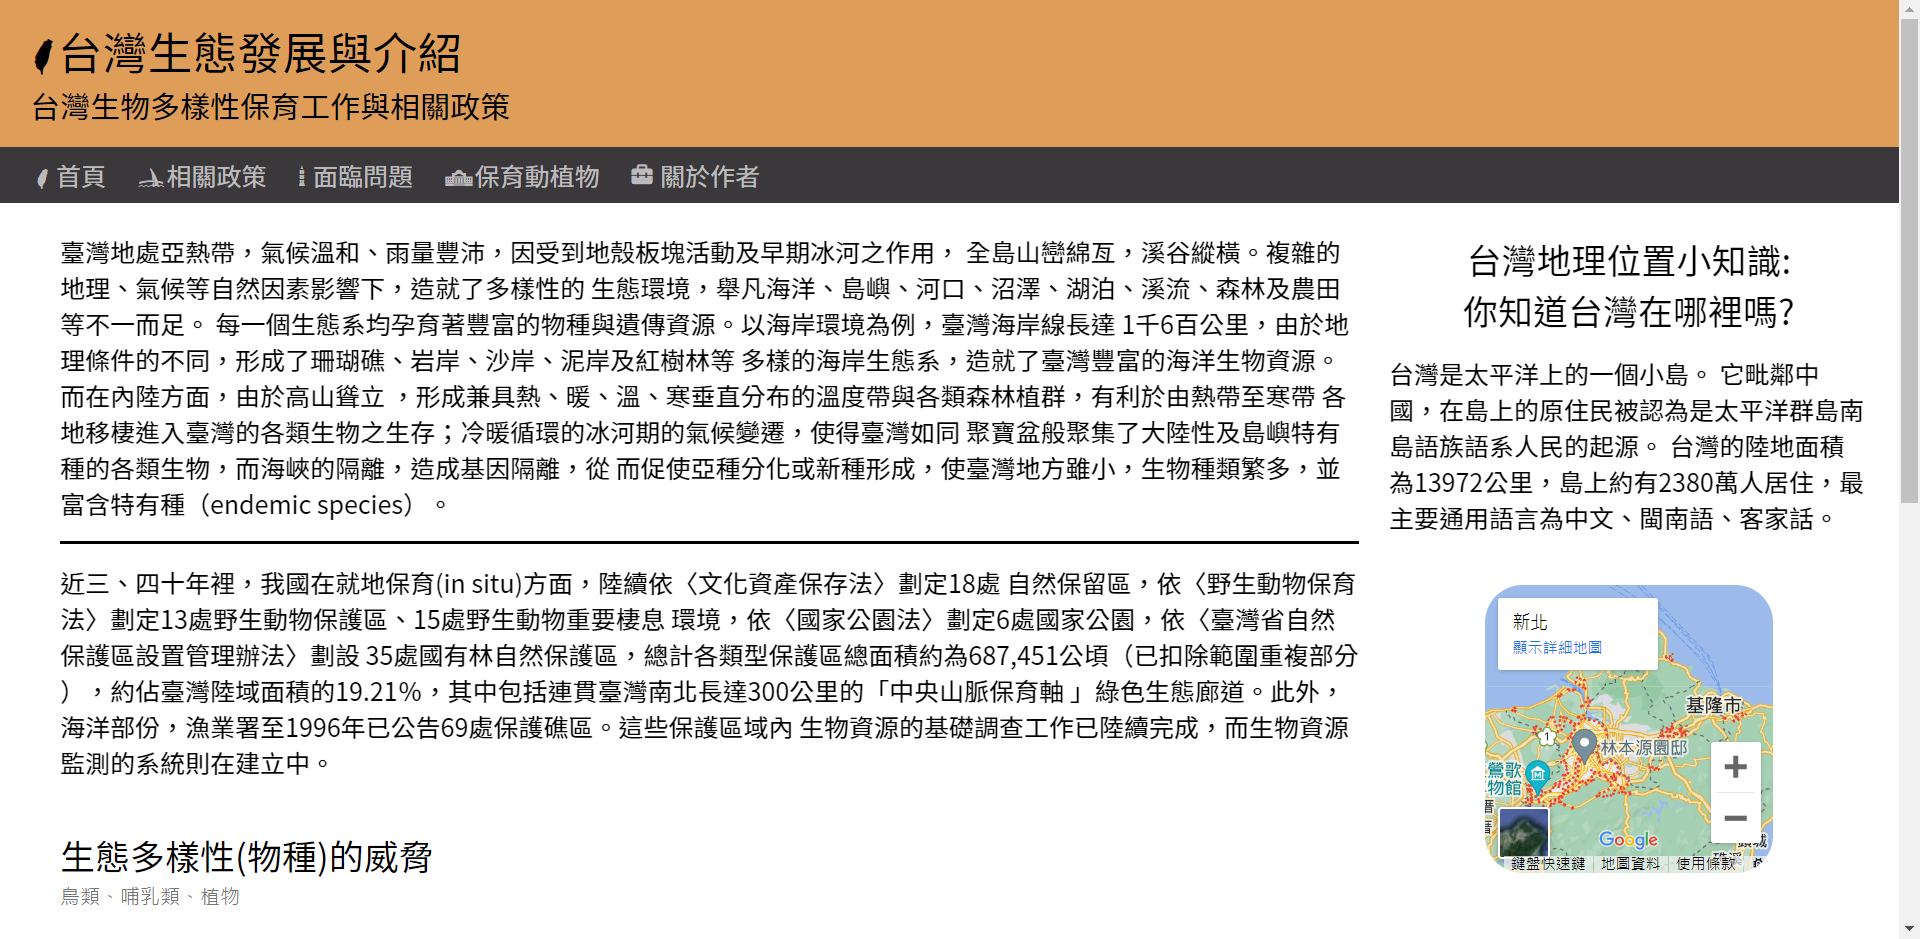 台灣生態發展與介紹
台灣生物多樣性保育工作與相關政策
首頁 相關政策 面臨問題 保育動植物 關於作者
臺灣地處亞熱帶，氣候溫和、雨量豐沛，因受到地殼板塊活動及早期冰河之作用， 全島山巒綿亙，溪谷縱橫。複雜的
地理、氣候等自然因素影響下，造就了多樣性的 生態環境，舉凡海洋、島嶼、河口、沼澤、湖泊、溪流、森林及農田
等不一而足。 每一個生態系均孕育著豐富的物種與遺傳資源。以海岸環境為例，臺灣海岸線長達 1千6百公里，由於地
理條件的不同，形成了珊瑚礁、岩岸、沙岸、泥岸及紅樹林等 多樣的海岸生態系，造就了臺灣豐富的海洋生物資源。
而在內陸方面，由於高山聳立 ，形成兼具熱、暖、溫、寒垂直分布的溫度帶與各類森林植群，有利於由熱帶至寒帶 各
地移棲進入臺灣的各類生物之生存；冷暖循環的冰河期的氣候變遷，使得臺灣如同 聚寶盆般聚集了大陸性及島嶼特有
種的各類生物，而海峽的隔離，造成基因隔離，從 而促使亞種分化或新種形成，使臺灣地方雖小，生物種類繁多，並
富含特有種（endemic species）。
近三、四十年裡，我國在就地保育(in situ)方面，陸續依〈文化資產保存法〉劃定18處 自然保留區，依〈野生動物保育
法〉劃定13處野生動物保護區、15處野生動物重要棲息 環境，依〈國家公園法〉劃定6處國家公園，依〈臺灣省自然
保護區設置管理辦法〉劃設 35處國有林自然保護區，總計各類型保護區總面積約為687,451公頃（已扣除範圍重複部分
），約佔臺灣陸域面積的19.21%，其中包括連貫臺灣南北長達300公里的「中央山脈保育軸 」綠色生態廊道。此外，
海洋部份，漁業署至1996年已公告69處保護礁區。這些保護區域內 生物資源的基礎調查工作已陸續完成，而生物資源
監測的系統則在建立中。
生態多樣性(物種)的威脅
鳥類、哺乳類、植物
台灣地理位置小知識:
你知道台灣在哪裡嗎?
台灣是太平洋上的一個小島。 它毗鄰中
國，在島上的原住民被認為是太平洋群島南
島語族語系人民的起源。 台灣的陸地面積
為13972公里，島上約有2380萬人居住，最
主要通用語言為中文、閩南語、客家話。
新北
顯示詳細地圖
基隆市
1
林本源園邸
鶯歌
物館
Google
鍵盤快速鍵 地圖資料 使用條款